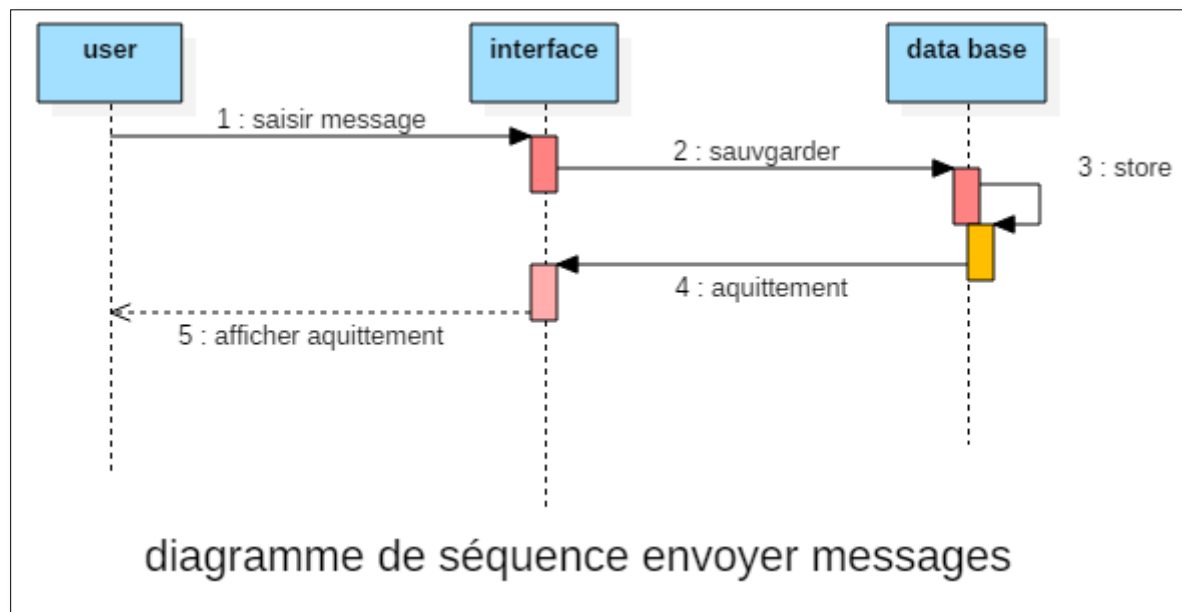 user
interface
data base
1 : saisir message
2 : sauvgarder
3 : store
4 : aquittement
5 : afficher aquittement
diagramme de séquence envoyer messages